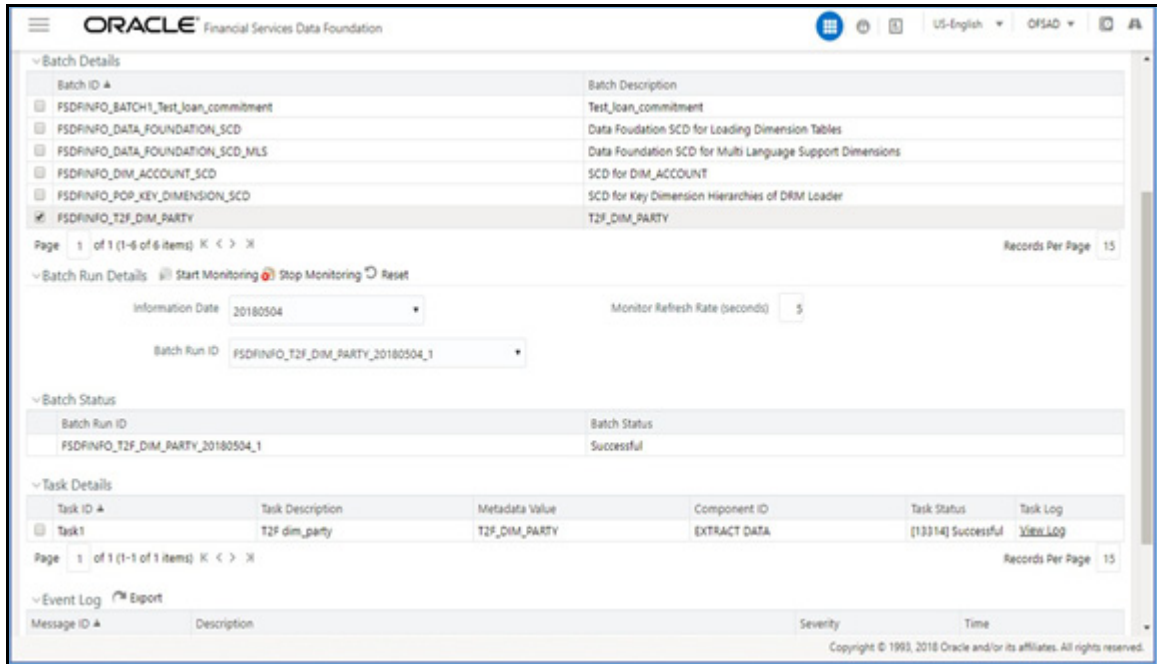 ORACLE® Financial Services Data Foundation US-English OFSAD
Batch Details
Batch ID Batch Description
FSDFINFO_BATCH1_Test_loan_commitment Test_loan_commitment
FSDFINFO_DATA_FOUNDATION_SCD Data Foudation SCD for Loading Dimension Tables
FSDFINFO_DATA_FOUNDATION_SCD_MLS Data Foundation SCD for Multi Language Support Dimensions
FSDFINFO_DIM_ACCOUNT_SCD SCD for DIM_ACCOUNT
FSDFINFO_POP_KEY_DIMENSION_SCD SCD for Key Dimension Hierarchies of DRM Loader
FSDFINFO_T2F_DIM_PARTY T2F_DIM_PARTY
Page 1 of 1 (1-6 of 6 items) Records Per Page 15
Batch Run Details Start Monitoring Stop Monitoring Reset
Information Date 20180504 Monitor Refresh Rate (seconds) 5
Batch Run ID FSDFINFO_T2F_DIM_PARTY_20180504_1
Batch Status
Batch Run ID Batch Status
FSDFINFO_T2F_DIM_PARTY_20180504_1 Successful
Task Details
Task ID Task Description Metadata Value Component ID Task Status Task Log
Task1 T2F dim_party T2F_DIM_PARTY EXTRACT DATA [13314] Successful View Log
Page 1 of 1 (1-1 of 1 items) Records Per Page 15
Event Log Export
Message ID Description Severity Time
Copyright © 1993, 2018 Oracle and/or its affiliates. All rights reserved.